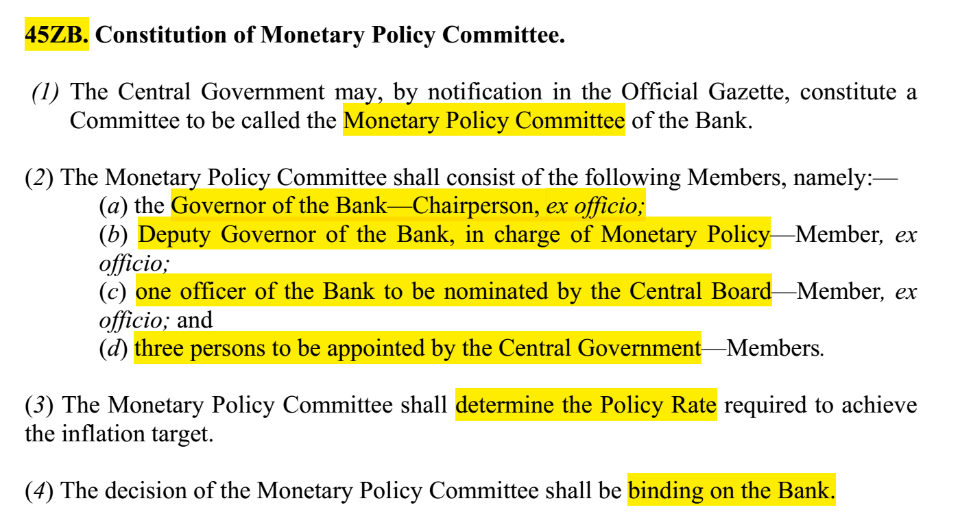 45ZB. Constitution of Monetary Policy Committee.
(1) The Central Government may, by notification in the Official Gazette, constitute a
Committee to be called the Monetary Policy Committee of the Bank.
(2) The Monetary Policy Committee shall consist of the following Members, namely:—
(a) the Governor of the Bank—Chairperson, ex officio;
(b) Deputy Governor of the Bank, in charge of Monetary Policy—Member, ex
officio;
(c) one officer of the Bank to be nominated by the Central Board—Member, ex
officio; and
(d) three persons to be appointed by the Central Government—Members.
(3) The Monetary Policy Committee shall determine the Policy Rate required to achieve
the inflation target.
(4) The decision of the Monetary Policy Committee shall be binding on the Bank.